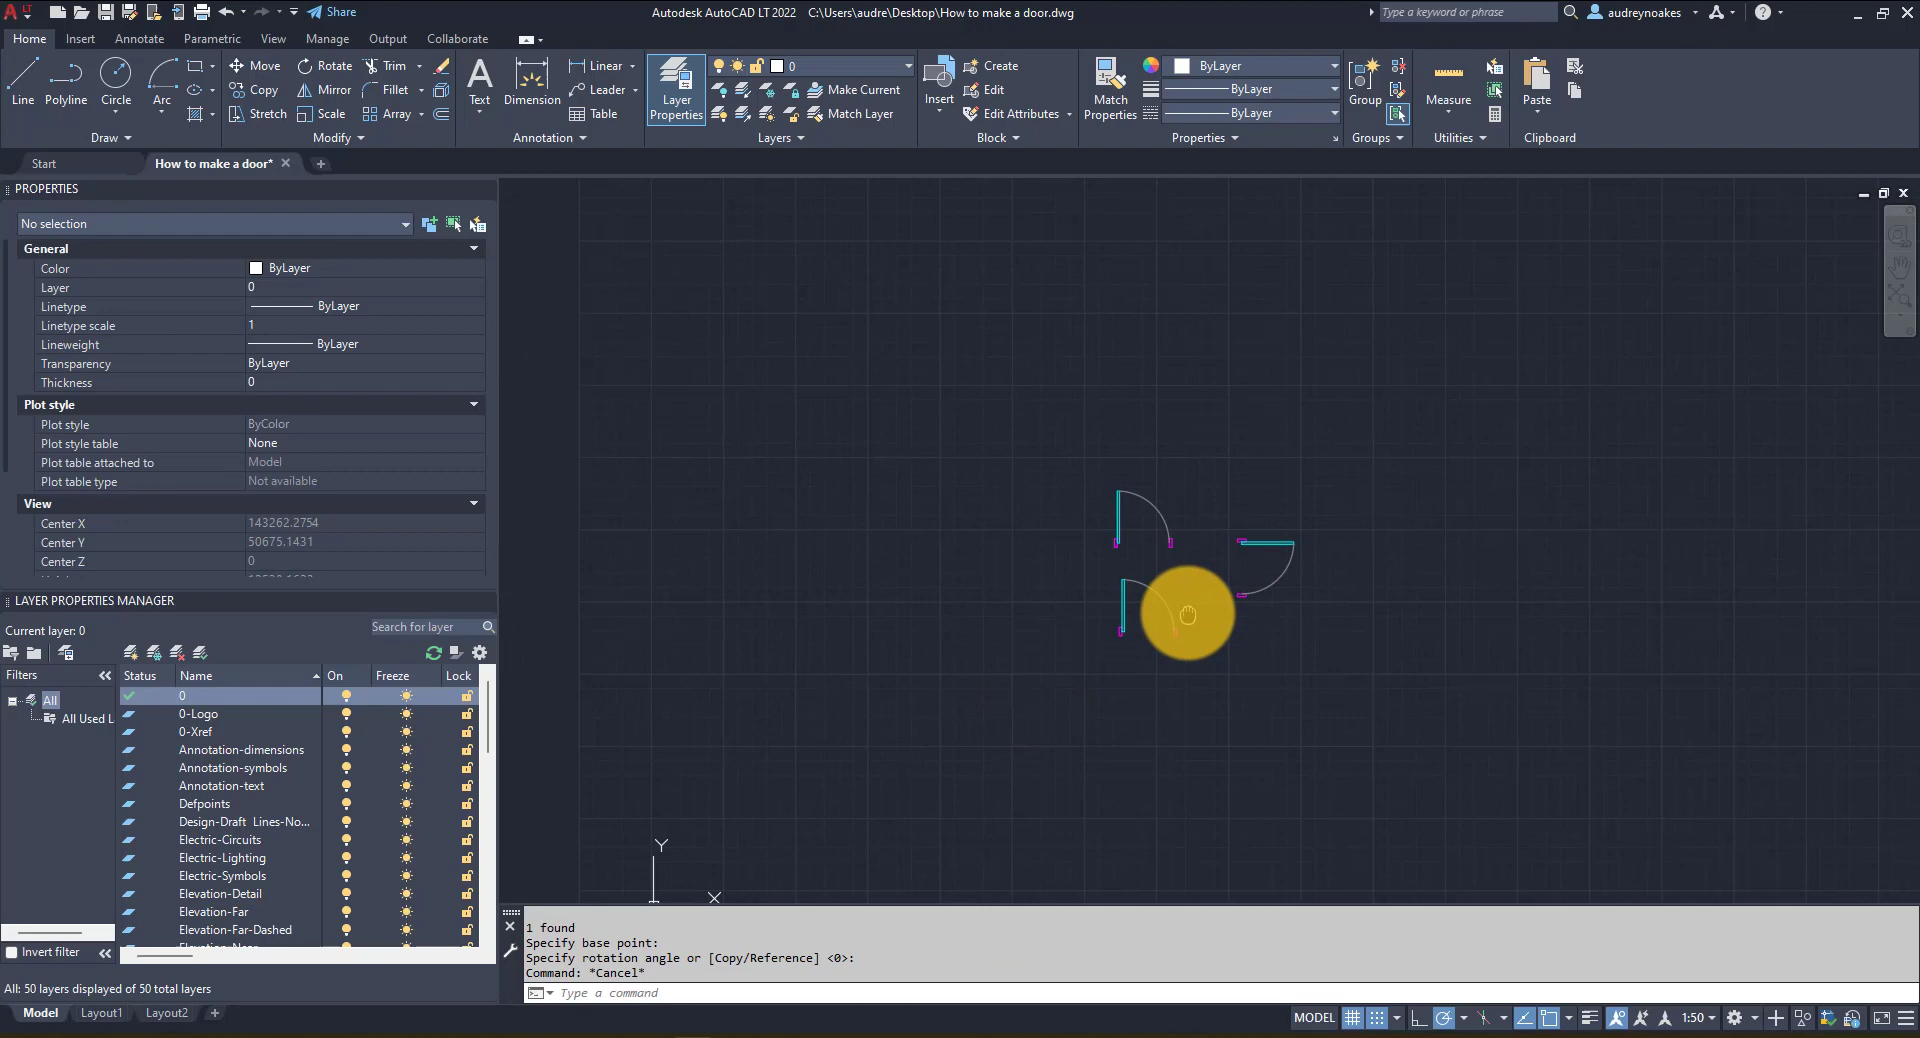 Share
Autodesk AutoCAD LT 2022 C:\Users\audre\Desktop\How to make a door.dwg
Type a keyword or phrase
audreynoakes
Home Insert Annotate Parametric View Manage Output Collaborate
Line Polyline Circle Arc
Move Rotate Trim
Copy Mirror Fillet
Stretch Scale Array
Text Dimension
Linear
Leader
Table
Layer Properties
0
Make Current
Match Layer
Insert
Create
Edit
Edit Attributes
Match Properties
ByLayer
ByLayer
ByLayer
Group
Measure
Paste
Draw Modify Annotation Layers Block Properties Groups Utilities Clipboard
Start How to make a door*
PROPERTIES
No selection
General
Color ByLayer
Layer 0
Linetype ByLayer
Linetype scale 1
Lineweight ByLayer
Transparency ByLayer
Thickness 0
Plot style
Plot style ByColor
Plot style table None
Plot table attached to Model
Plot table type Not available
View
Center X 143262.2754
Center Y 50675.1431
Center Z 0
LAYER PROPERTIES MANAGER
Current layer: 0
Search for layer
Filters
Status Name On Freeze Lock
All
All Used L
0
0-Logo
0-Xref
Annotation-dimensions
Annotation-symbols
Annotation-text
Defpoints
Design-Draft Lines-No...
Electric-Circuits
Electric-Lighting
Electric-Symbols
Elevation-Detail
Elevation-Far
Elevation-Far-Dashed
Invert filter
All: 50 layers displayed of 50 total layers
Y
X
1 found
Specify base point:
Specify rotation angle or [Copy/Reference] <0>:
Command: *Cancel*
Type a command
Model Layout1 Layout2
MODEL
1:50